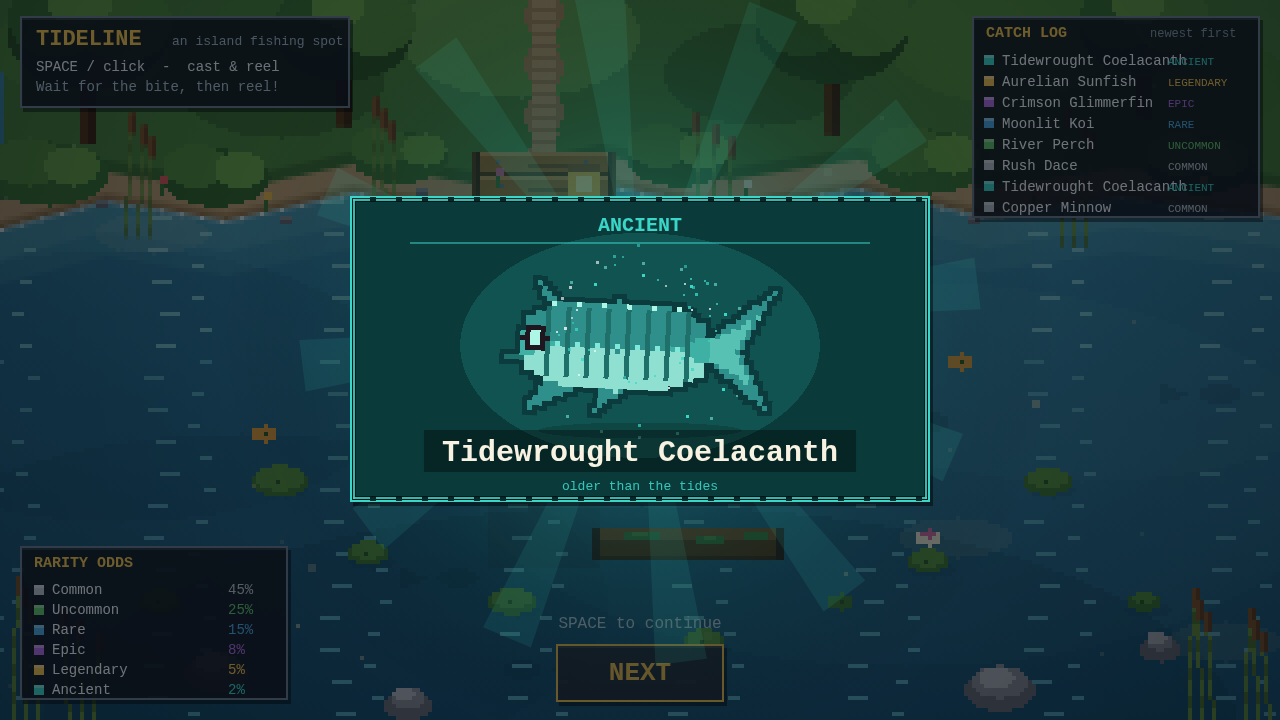 TIDELINE an island fishing spot
SPACE / click - cast & reel
Wait for the bite, then reel!
CATCH LOG newest first
Tidewrought Coelacanth ANCIENT
Aurelian Sunfish LEGENDARY
Crimson Glimmerfin EPIC
Moonlit Koi RARE
River Perch UNCOMMON
Rush Dace COMMON
Tidewrought Coelacanth ANCIENT
Copper Minnow COMMON
ANCIENT
Tidewrought Coelacanth
older than the tides
RARITY ODDS
Common 45%
Uncommon 25%
Rare 15%
Epic 8%
Legendary 5%
Ancient 2%
SPACE to continue
NEXT